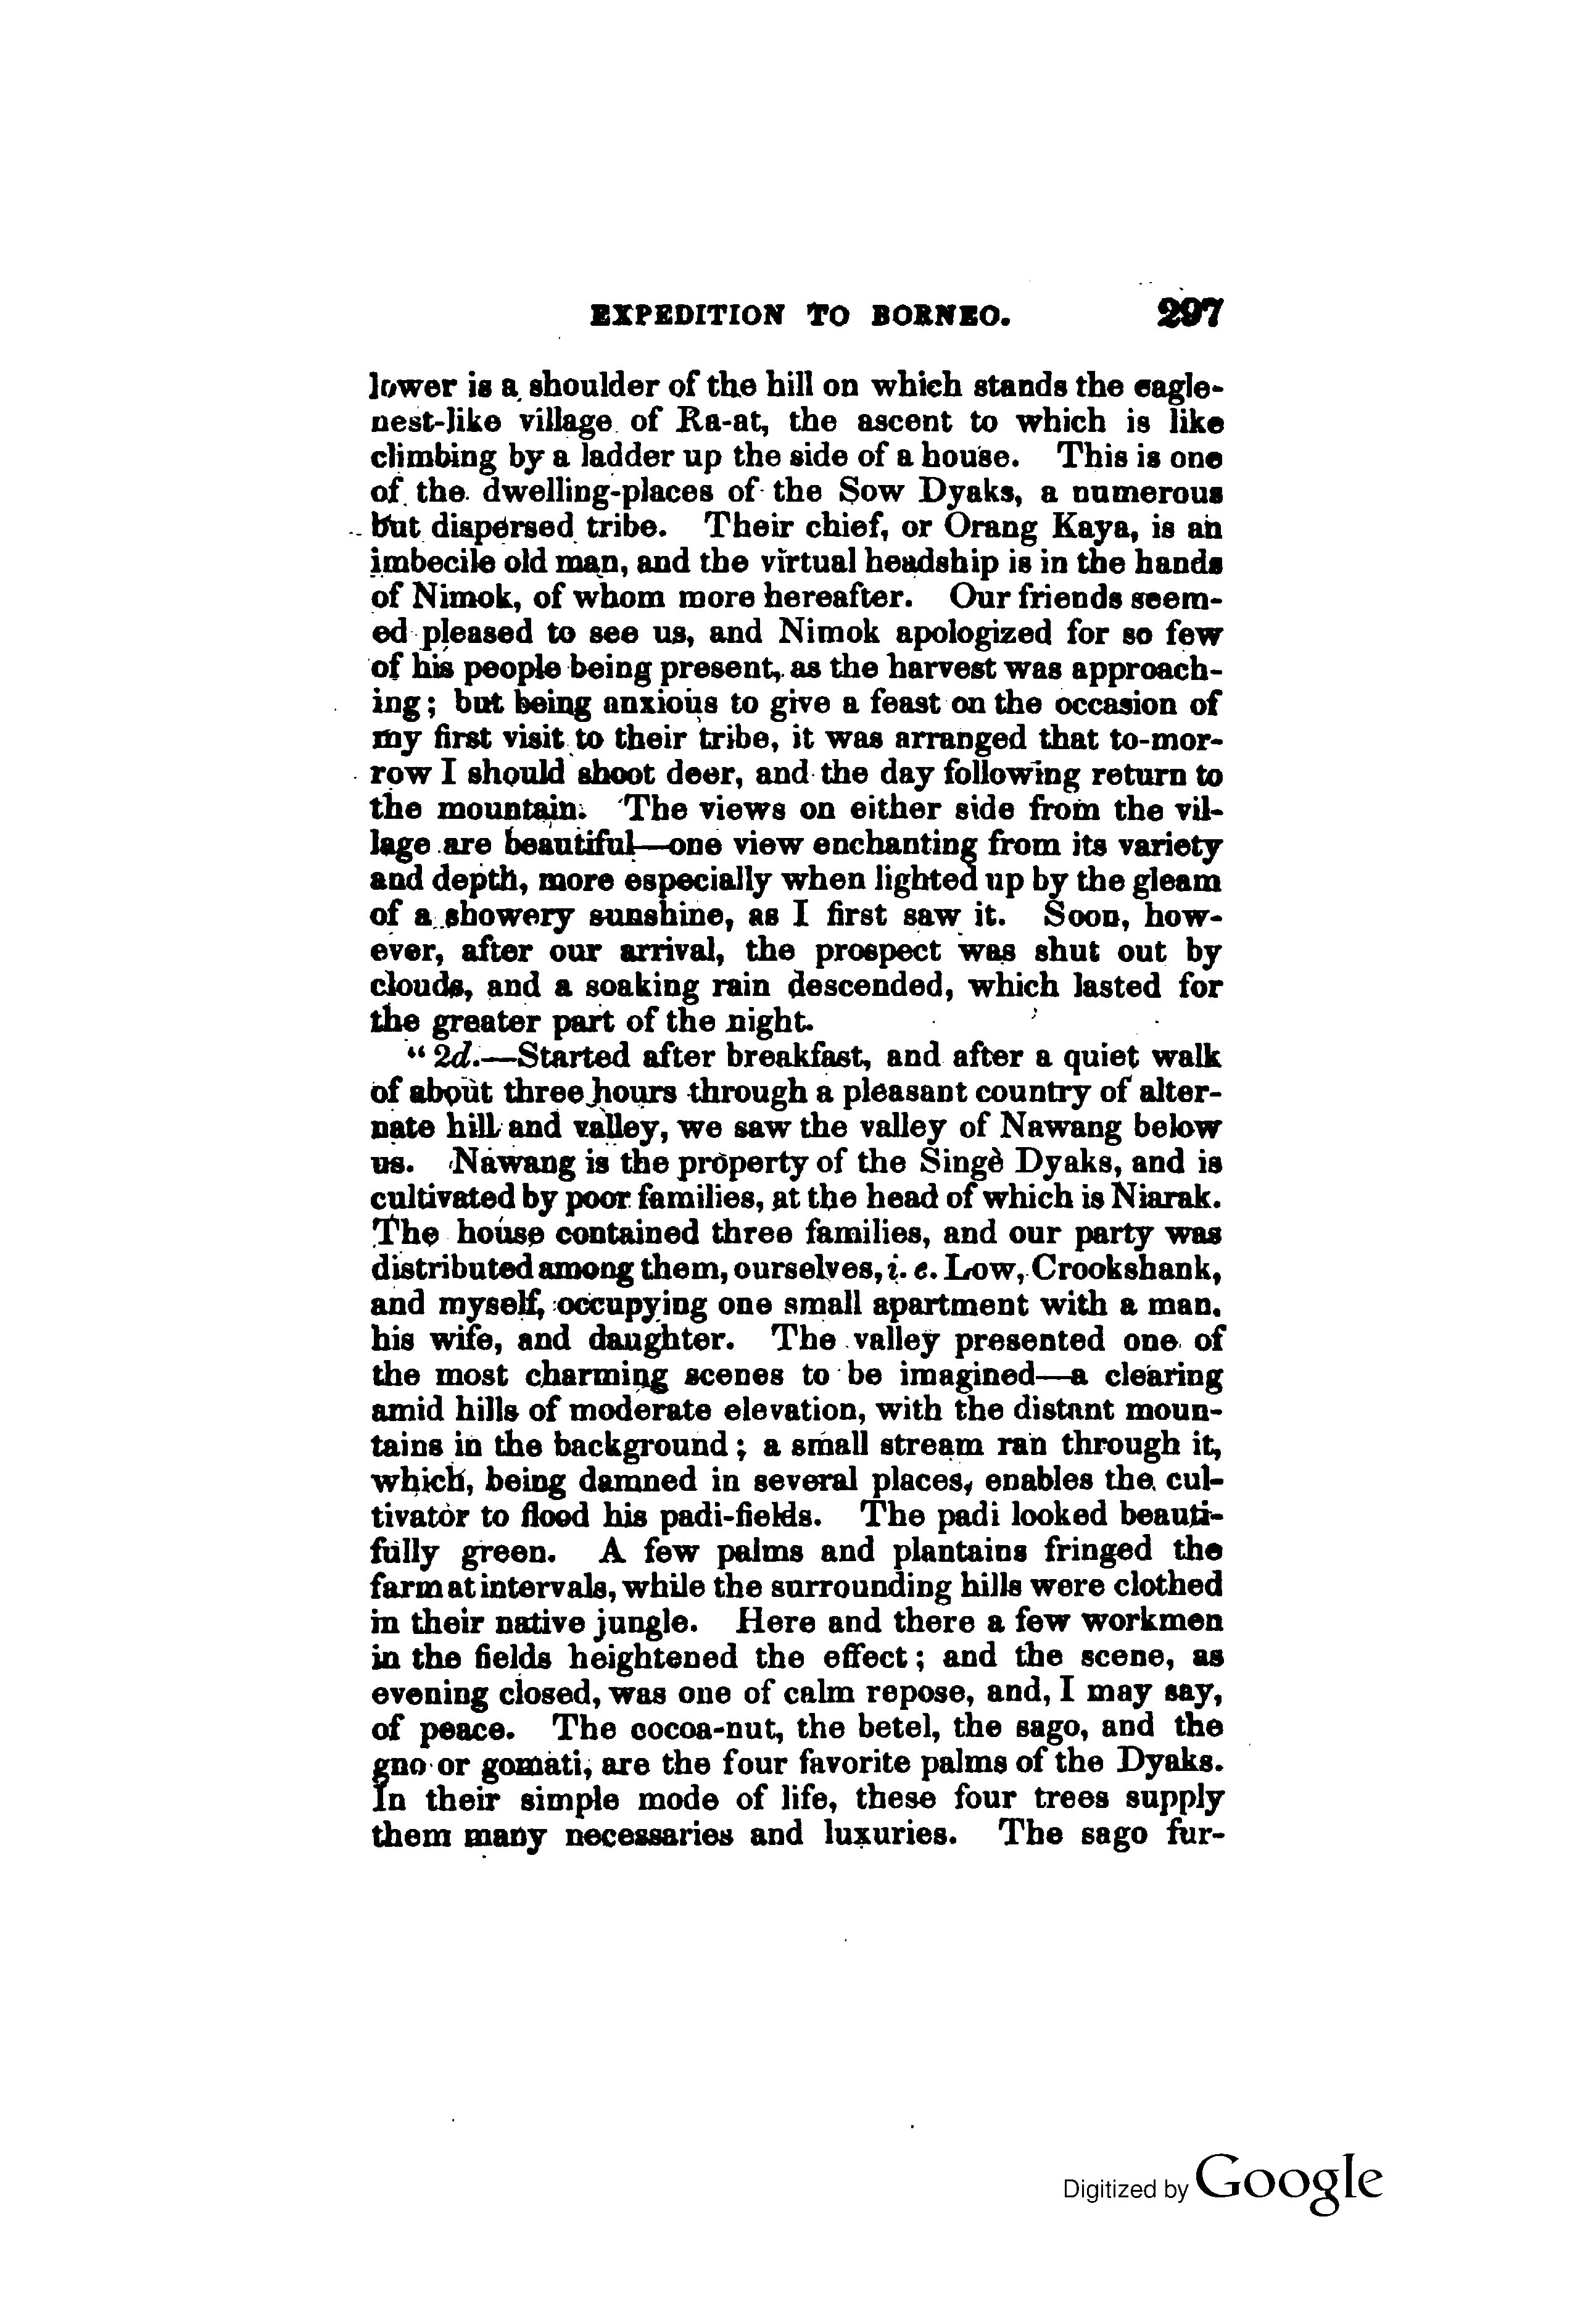 EXPEDITION TO BORNEO. 297
lower is a shoulder of the hill on which stands the eagle-
nest-like village of Ra-at, the ascent to which is like
climbing by a ladder up the side of a house. This is one
of the dwelling-places of the Sow Dyaks, a numerous
but dispersed tribe. Their chief, or Orang Kaya, is an
imbecile old man, and the virtual headship is in the hands
of Nimok, of whom more hereafter. Our friends seem-
ed pleased to see us, and Nimok apologized for so few
of his people being present, as the harvest was approach-
ing; but being anxious to give a feast on the occasion of
my first visit to their tribe, it was arranged that to-mor-
row I should shoot deer, and the day following return to
the mountain. The views on either side from the vil-
lage are beautiful—one view enchanting from its variety
and depth, more especially when lighted up by the gleam
of a showery sunshine, as I first saw it. Soon, how-
ever, after our arrival, the prospect was shut out by
clouds, and a soaking rain descended, which lasted for
the greater part of the night.
"2d.—Started after breakfast, and after a quiet walk
of about three hours through a pleasant country of alter-
nate hill and valley, we saw the valley of Nawang below
us. Nawang is the property of the Singè Dyaks, and is
cultivated by poor families, at the head of which is Niarak.
The house contained three families, and our party was
distributed among them, ourselves, i. e. Low, Crookshank,
and myself, occupying one small apartment with a man.
his wife, and daughter. The valley presented one of
the most charming scenes to be imagined—a clearing
amid hills of moderate elevation, with the distant moun-
tains in the background; a small stream ran through it,
which, being damned in several places, enables the cul-
tivator to flood his padi-fields. The padi looked beauti-
fully green. A few palms and plantains fringed the
farm at intervals, while the surrounding hills were clothed
in their native jungle. Here and there a few workmen
in the fields heightened the effect; and the scene, as
evening closed, was one of calm repose, and, I may say,
of peace. The cocoa-nut, the betel, the sago, and the
gno or gomati, are the four favorite palms of the Dyaks.
In their simple mode of life, these four trees supply
them many necessaries and luxuries. The sago fur-
Digitized by Google